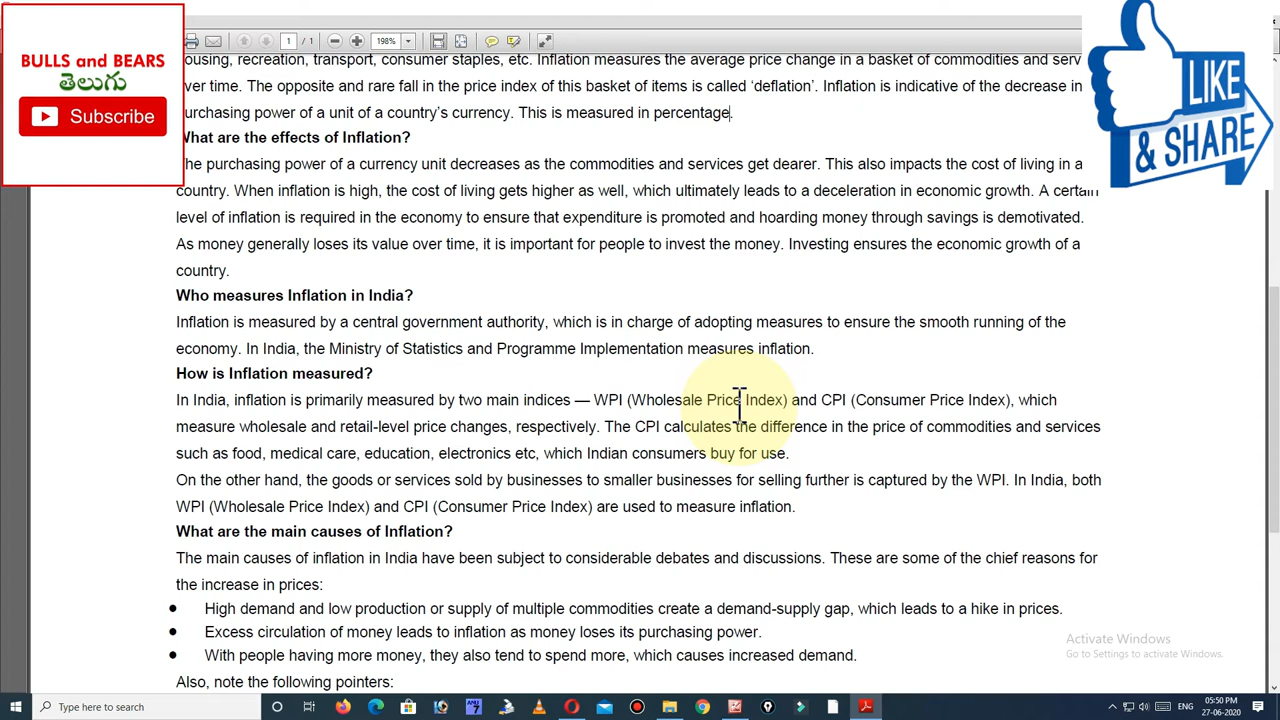 BULLS and BEARS
తెలుగు
Subscribe
1 / 1
198%
LIKE
& SHARE
housing, recreation, transport, consumer staples, etc. Inflation measures the average price change in a basket of commodities and serv
over time. The opposite and rare fall in the price index of this basket of items is called ‘deflation’. Inflation is indicative of the decrease in
purchasing power of a unit of a country’s currency. This is measured in percentage.
What are the effects of Inflation?
The purchasing power of a currency unit decreases as the commodities and services get dearer. This also impacts the cost of living in a
country. When inflation is high, the cost of living gets higher as well, which ultimately leads to a deceleration in economic growth. A certain
level of inflation is required in the economy to ensure that expenditure is promoted and hoarding money through savings is demotivated.
As money generally loses its value over time, it is important for people to invest the money. Investing ensures the economic growth of a
country.
Who measures Inflation in India?
Inflation is measured by a central government authority, which is in charge of adopting measures to ensure the smooth running of the
economy. In India, the Ministry of Statistics and Programme Implementation measures inflation.
How is Inflation measured?
In India, inflation is primarily measured by two main indices — WPI (Wholesale Price Index) and CPI (Consumer Price Index), which
measure wholesale and retail-level price changes, respectively. The CPI calculates the difference in the price of commodities and services
such as food, medical care, education, electronics etc, which Indian consumers buy for use.
On the other hand, the goods or services sold by businesses to smaller businesses for selling further is captured by the WPI. In India, both
WPI (Wholesale Price Index) and CPI (Consumer Price Index) are used to measure inflation.
What are the main causes of Inflation?
The main causes of inflation in India have been subject to considerable debates and discussions. These are some of the chief reasons for
the increase in prices:
● High demand and low production or supply of multiple commodities create a demand-supply gap, which leads to a hike in prices.
● Excess circulation of money leads to inflation as money loses its purchasing power.
● With people having more money, they also tend to spend more, which causes increased demand.
Also, note the following pointers:
Activate Windows
Go to Settings to activate Windows.
Type here to search
ENG
05:50 PM
27-06-2020